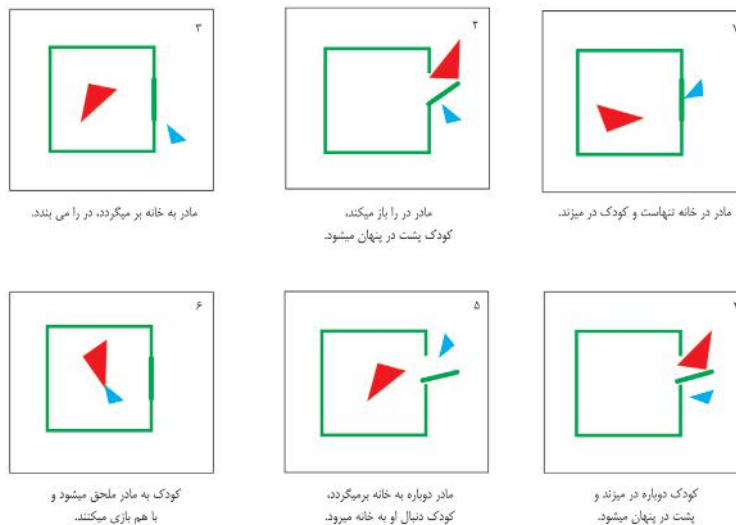 مادر در خانه تنهاست و کودک در میزند.
۲
مادر در را باز میکند،
کودک پشت در پنهان میشود.
۳
مادر به خانه بر میگردد، در را می بندد.
کودک دوباره در میزند و
پشت در پنهان میشود.
۵
مادر دوباره به خانه برمیگردد،
کودک دنبال او به خانه میرود.
۶
کودک به مادر ملحق میشود و
با هم بازی میکنند.